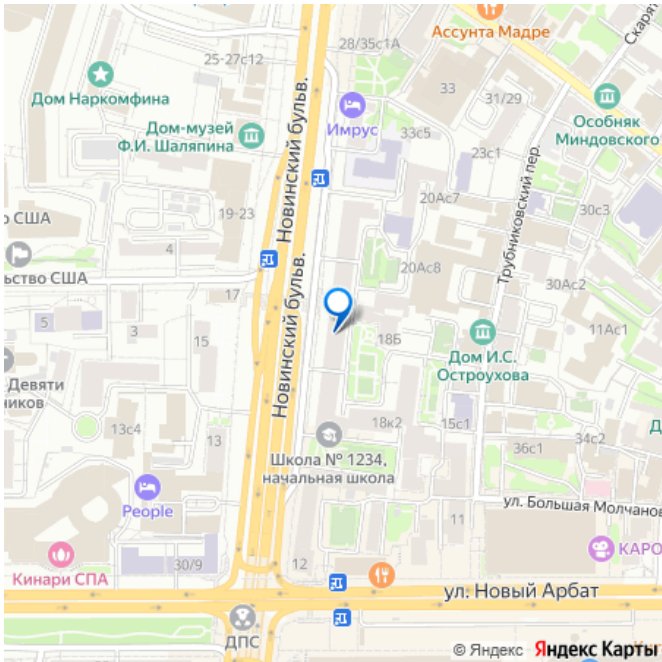 28/35с1А
Ассунта Мадре
25-27с12
Дом Наркомфина
33
31/29
Имрус
Особняк
Миндовского
Дом-музей
Ф.И. Шаляпина
33с5
23с1
Новинский бульв.
Трубниковский пер.
20Ас7
30с3
19-23
США
4
20Ас8
ство США
17
30Ас2
5
3
15
18Б
11Ас1
Новинский бульв.
Дом И.С.
Остроухова
Девяти
ников
13с4
13
18к2
15с1
34с2
36с1
Школа № 1234,
начальная школа
People
ул. Большая Молчанов
11
КАРО
12
30/9
Кинари СПА
ул. Новый Арбат
ДПС
© Яндекс Яндекс Карты